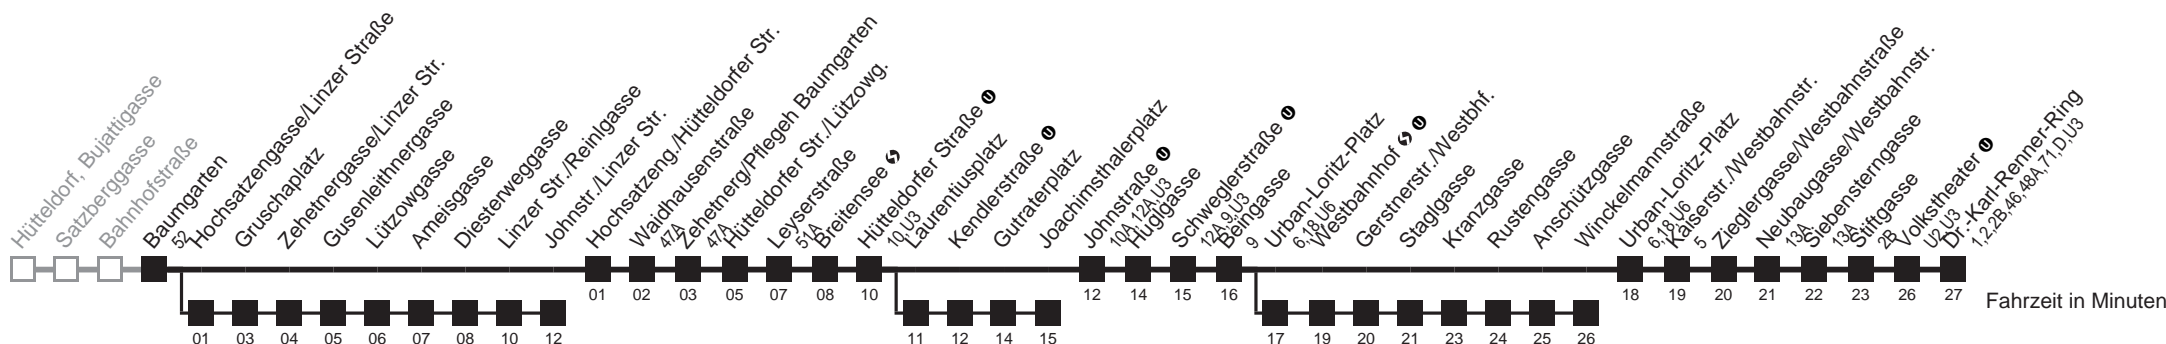 Hütteldorf, Bujattigasse
Satzberggasse
Bahnhofstraße
Baumgarten
52
Hochsatzengasse/Linzer Straße
Gruschaplatz
Zehetnergasse/Linzer Str.
Gusenleithnergasse
Lützowgasse
Ameisgasse
Diesterweggasse
Linzer Str./Reinlgasse
Johnstr./Linzer Str.
Hochsatzeng./Hütteldorfer Str.
Waidhausenstraße
47A
Zehetnerg/Pflegeh Baumgarten
47A
Hütteldorfer Str./Lützowg.
Leyserstraße
51A
Breitensee
Hütteldorfer Straße U
10,U3
Laurentiusplatz
Kendlerstraße U
Gutraterplatz
Joachimsthalerplatz
Johnstraße U
10A,12A,U3
Huglgasse
Schweglerstraße U
12A,9,U3
Beingasse
9
Urban-Loritz-Platz
6,18,U6
Westbahnhof U
Gerstnerstr./Westbhf.
Staglgasse
Kranzgasse
Rustengasse
Anschützgasse
Winckelmannstraße
Urban-Loritz-Platz
6,18,U6
Kaiserstr./Westbahnstr.
5
Zieglergasse/Westbahnstraße
Neubaugasse/Westbahnstr.
13A
Siebensterngasse
13A
Stiftgasse
2B
Volkstheater U
U2,U3
Dr.-Karl-Renner-Ring
1,2,2B,46,48A,71,D,U3
01 02 03 05 07 08 10 12 14 15 16 18 19 20 21 22 23 26 27
Fahrzeit in Minuten
01 03 04 05 06 07 08 10 12 11 12 14 15 17 19 20 21 23 24 25 26